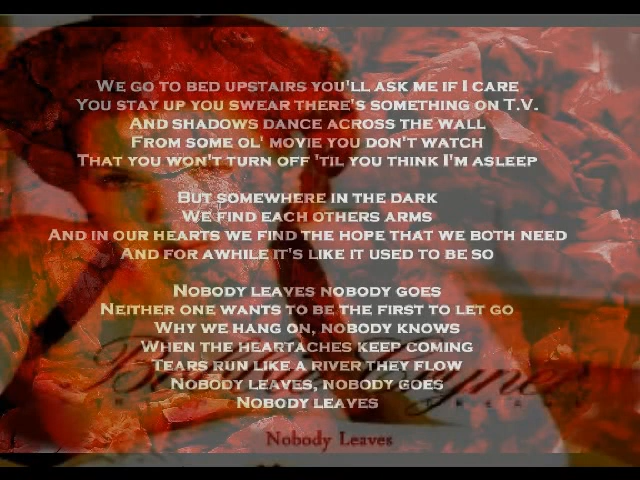 We go to bed upstairs you'll ask me if I care
You stay up you swear there's something on T.V.
And shadows dance across the wall
From some ol' movie you don't watch
That you won't turn off 'til you think I'm asleep
But somewhere in the dark
We find each others arms
And in our hearts we find the hope that we both need
And for awhile it's like it used to be so
Nobody leaves nobody goes
Neither one wants to be the first to let go
Why we hang on, nobody knows
When the heartaches keep coming
Tears run like a river they flow
Nobody leaves, nobody goes
Nobody leaves
Nobody Leaves